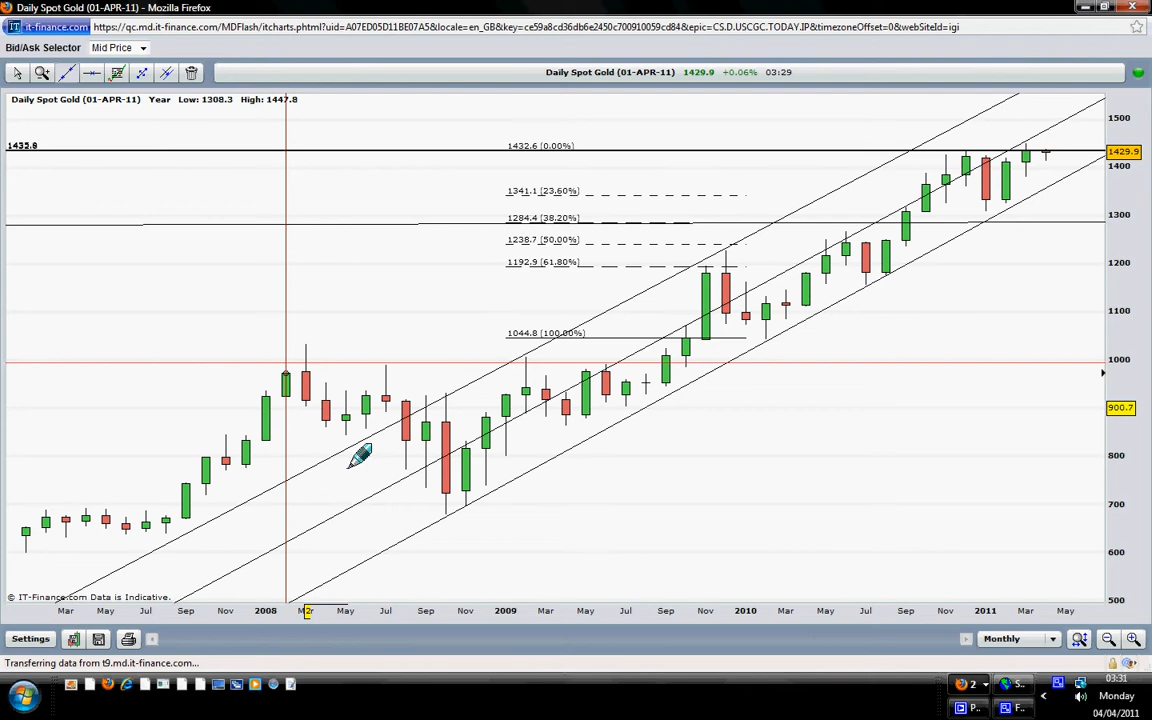 Daily Spot Gold (01-APR-11) - Mozilla Firefox
it-finance.com https://qc.md.it-finance.com/MDFlash/itcharts.phtml?uid=A07ED05D11BE07A5&locale=en_GB&key=ce59a8cd36db6e2450c700910059cd84&epic=CS.D.USCGC.TODAY.IP&timezoneOffset=0&webSiteId=igi
Bid/Ask Selector Mid Price
Daily Spot Gold (01-APR-11) 1429.9 +0.06% 03:29
Daily Spot Gold (01-APR-11) Year Low: 1308.3 High: 1447.8
1500
1435.8
1432.6 (0.00%)
1429.9
1400
1341.1 (23.60%)
1300
1284.4 (38.20%)
1238.7 (50.00%)
1200
1192.9 (61.80%)
1100
1044.8 (100.00%)
1000
900.7
800
700
600
© IT-Finance.com Data is Indicative.
500
Mar May Jul Sep Nov 2008 May Jul Sep Nov 2009 Mar May Jul Sep Nov 2010 Mar May Jul Sep Nov 2011 Mar May
Settings Monthly
Transferring data from t9.md.it-finance.com...
2 S.. 03:31
Monday
P.. F.. 04/04/2011